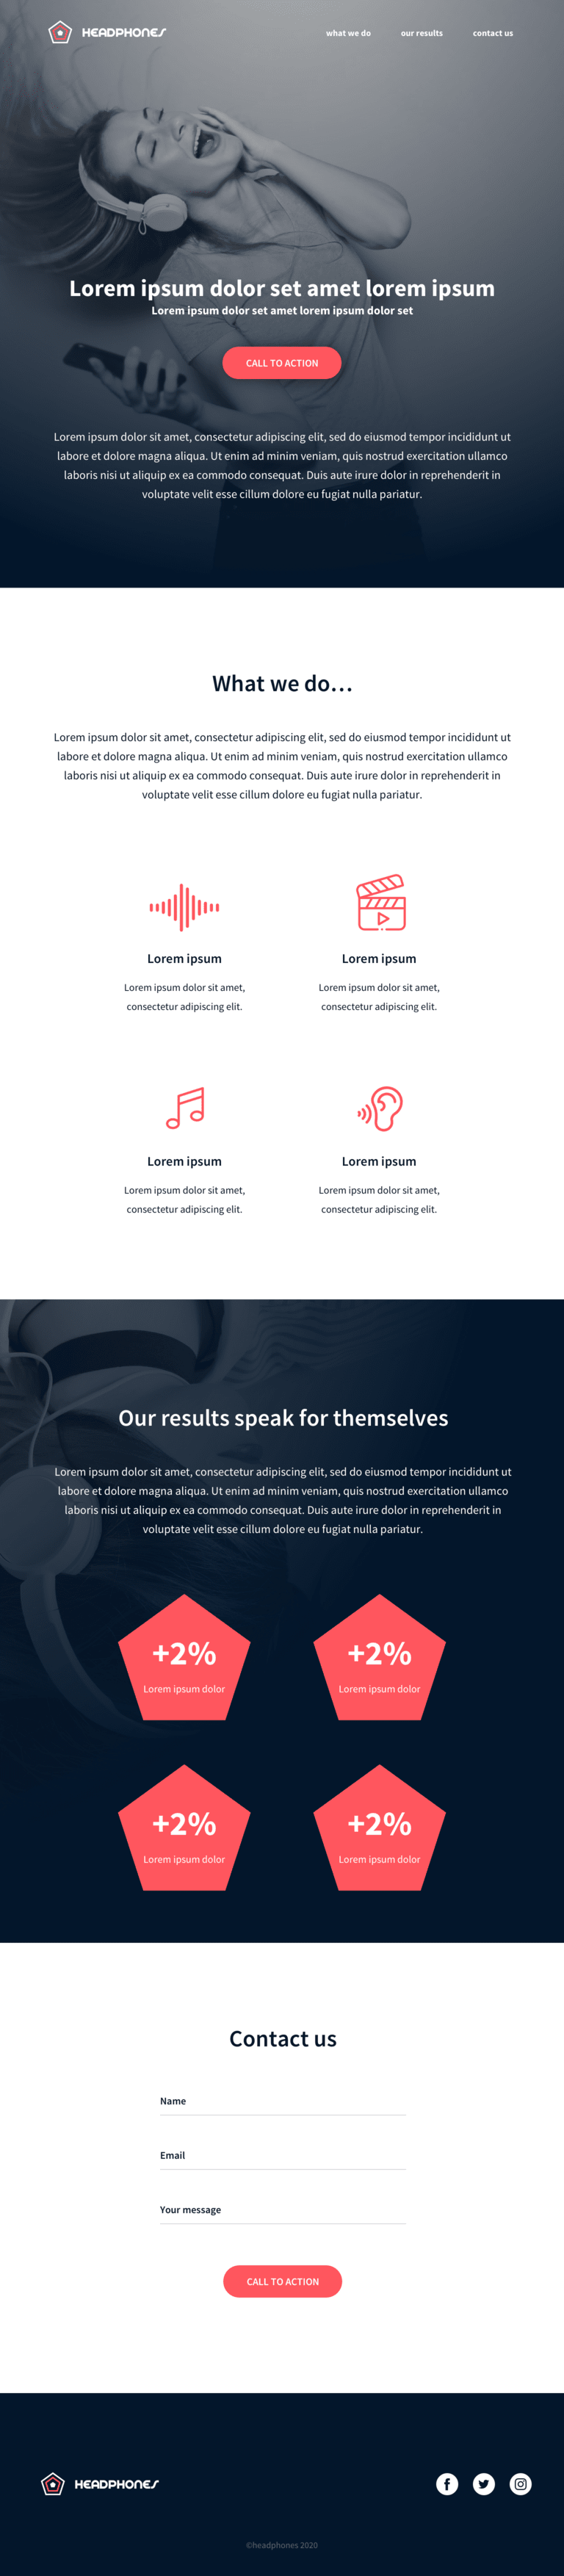 HEADPHONES
what we do our results contact us
Lorem ipsum dolor set amet lorem ipsum
Lorem ipsum dolor set amet lorem ipsum dolor set
CALL TO ACTION
Lorem ipsum dolor sit amet, consectetur adipiscing elit, sed do eiusmod tempor incididunt ut
labore et dolore magna aliqua. Ut enim ad minim veniam, quis nostrud exercitation ullamco
laboris nisi ut aliquip ex ea commodo consequat. Duis aute irure dolor in reprehenderit in
voluptate velit esse cillum dolore eu fugiat nulla pariatur.
What we do...
Lorem ipsum dolor sit amet, consectetur adipiscing elit, sed do eiusmod tempor incididunt ut
labore et dolore magna aliqua. Ut enim ad minim veniam, quis nostrud exercitation ullamco
laboris nisi ut aliquip ex ea commodo consequat. Duis aute irure dolor in reprehenderit in
voluptate velit esse cillum dolore eu fugiat nulla pariatur.
Lorem ipsum
Lorem ipsum dolor sit amet,
consectetur adipiscing elit.
Lorem ipsum
Lorem ipsum dolor sit amet,
consectetur adipiscing elit.
Lorem ipsum
Lorem ipsum dolor sit amet,
consectetur adipiscing elit.
Lorem ipsum
Lorem ipsum dolor sit amet,
consectetur adipiscing elit.
Our results speak for themselves
Lorem ipsum dolor sit amet, consectetur adipiscing elit, sed do eiusmod tempor incididunt ut
labore et dolore magna aliqua. Ut enim ad minim veniam, quis nostrud exercitation ullamco
laboris nisi ut aliquip ex ea commodo consequat. Duis aute irure dolor in reprehenderit in
voluptate velit esse cillum dolore eu fugiat nulla pariatur.
+2%
Lorem ipsum dolor
+2%
Lorem ipsum dolor
+2%
Lorem ipsum dolor
+2%
Lorem ipsum dolor
Contact us
Name
Email
Your message
CALL TO ACTION
HEADPHONES
©headphones 2020